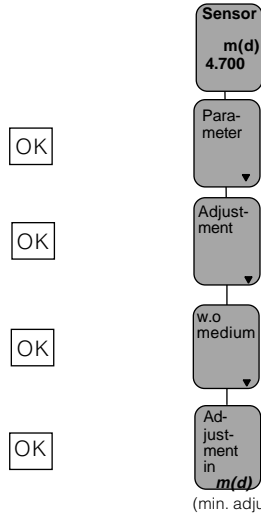 Sensor
m(d)
4.700
OK
Para-
meter
OK
Adjust-
ment
OK
w.o
medium
OK
Ad-
just-
ment
in
m(d)
(min. adju